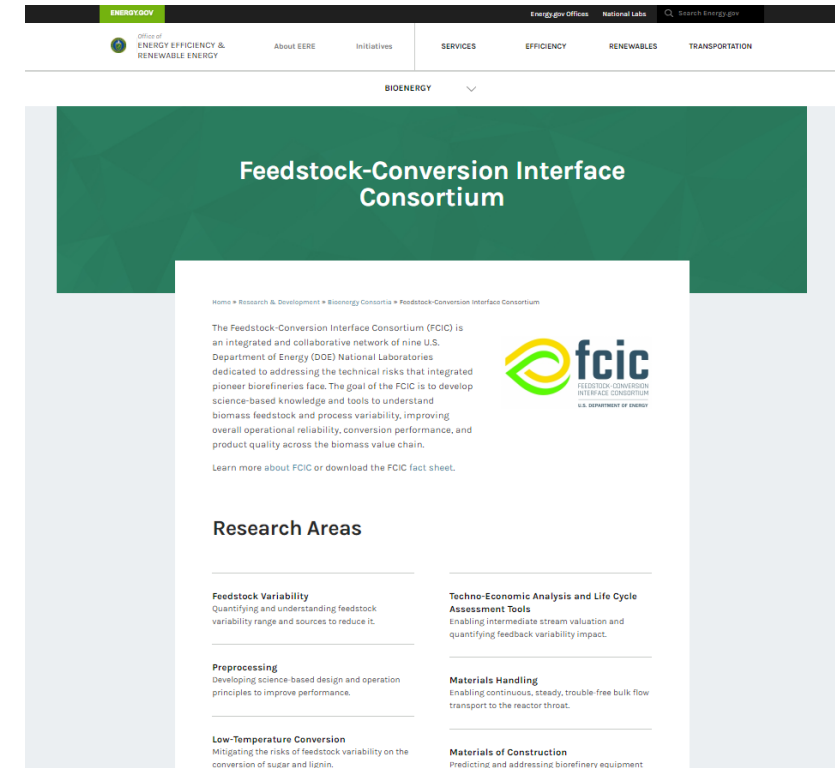 ENERGY.GOV
Energy.gov Offices National Labs Search Energy.gov
Office of
ENERGY EFFICIENCY &
RENEWABLE ENERGY
About EERE Initiatives SERVICES EFFICIENCY RENEWABLES TRANSPORTATION
BIOENERGY
Feedstock-Conversion Interface
Consortium
Home » Research & Development » Bioenergy Consortia » Feedstock-Conversion Interface Consortium
The Feedstock-Conversion Interface Consortium (FCIC) is
an integrated and collaborative network of nine U.S.
Department of Energy (DOE) National Laboratories
dedicated to addressing the technical risks that integrated
pioneer biorefineries face. The goal of the FCIC is to develop
science-based knowledge and tools to understand
biomass feedstock and process variability, improving
overall operational reliability, conversion performance, and
product quality across the biomass value chain.
Learn more about FCIC or download the FCIC fact sheet.
fcic
FEEDSTOCK-CONVERSION
INTERFACE CONSORTIUM
U.S. DEPARTMENT OF ENERGY
Research Areas
Feedstock Variability
Quantifying and understanding feedstock
variability range and sources to reduce it.
Preprocessing
Developing science-based design and operation
principles to improve performance.
Low-Temperature Conversion
Mitigating the risks of feedstock variability on the
conversion of sugar and lignin.
Techno-Economic Analysis and Life Cycle
Assessment Tools
Enabling intermediate stream valuation and
quantifying feedback variability impact.
Materials Handling
Enabling continuous, steady, trouble-free bulk flow
transport to the reactor throat.
Materials of Construction
Predicting and addressing biorefinery equipment